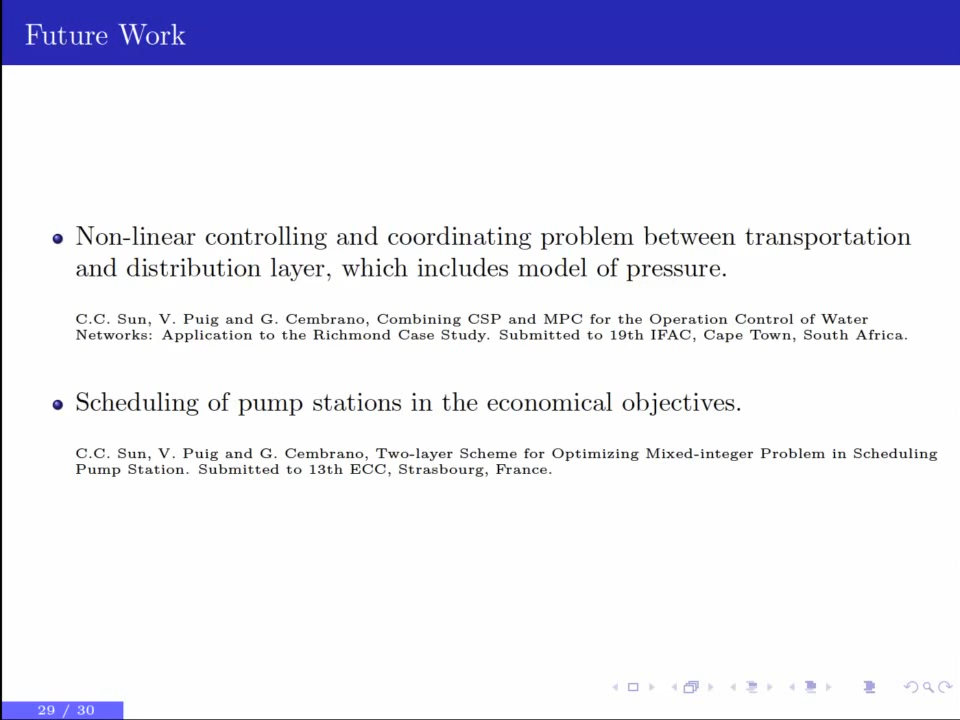 Future Work
Non-linear controlling and coordinating problem between transportation
and distribution layer, which includes model of pressure.
C.C. Sun, V. Puig and G. Cembrano, Combining CSP and MPC for the Operation Control of Water
Networks: Application to the Richmond Case Study. Submitted to 19th IFAC, Cape Town, South Africa.
Scheduling of pump stations in the economical objectives.
C.C. Sun, V. Puig and G. Cembrano, Two-layer Scheme for Optimizing Mixed-integer Problem in Scheduling
Pump Station. Submitted to 13th ECC, Strasbourg, France.
29 / 30